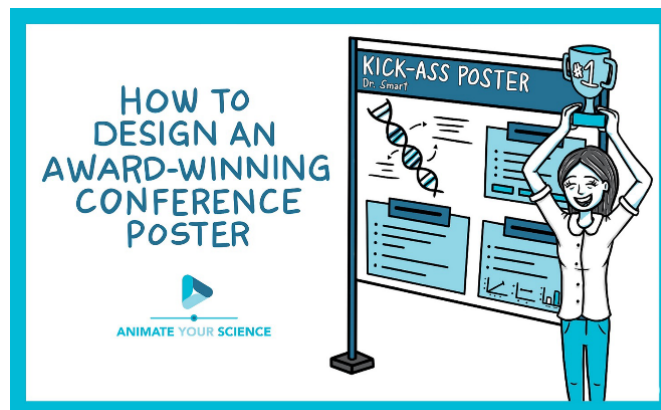 HOW TO
DESIGN AN
AWARD-WINNING
CONFERENCE
POSTER
ANIMATE YOUR SCIENCE
KICK-ASS POSTER
Dr. Smart
#1